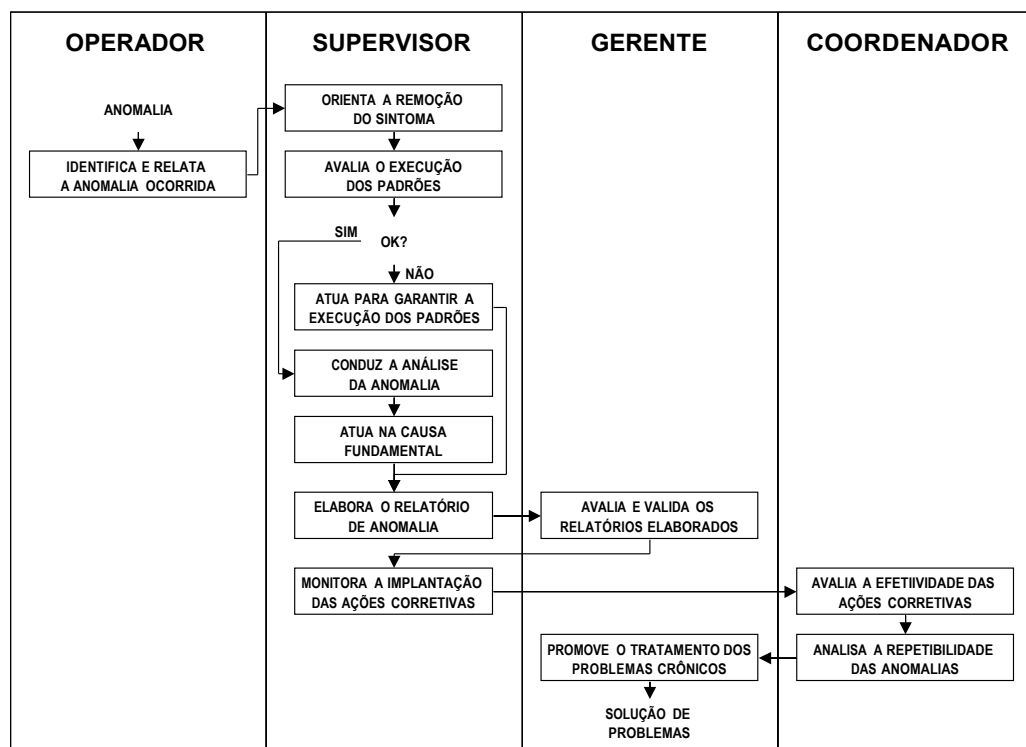 OPERADOR
SUPERVISOR
GERENTE
COORDENADOR
ANOMALIA
IDENTIFICA E RELATA
A ANOMALIA OCORRIDA
ORIENTA A REMOÇÃO
DO SINTOMA
AVALIA O EXECUÇÃO
DOS PADRÕES
SIM
OK?
NÃO
ATUA PARA GARANTIR A
EXECUÇÃO DOS PADRÕES
CONDUZ A ANÁLISE
DA ANOMALIA
ATUA NA CAUSA
FUNDAMENTAL
ELABORA O RELATÓRIO
DE ANOMALIA
AVALIA E VALIDA OS
RELATÓRIOS ELABORADOS
MONITORA A IMPLANTAÇÃO
DAS AÇÕES CORRETIVAS
AVALIA A EFETIIVIDADE DAS
AÇÕES CORRETIVAS
ANALISA A REPETIBILIDADE
DAS ANOMALIAS
PROMOVE O TRATAMENTO DOS
PROBLEMAS CRÔNICOS
SOLUÇÃO DE
PROBLEMAS